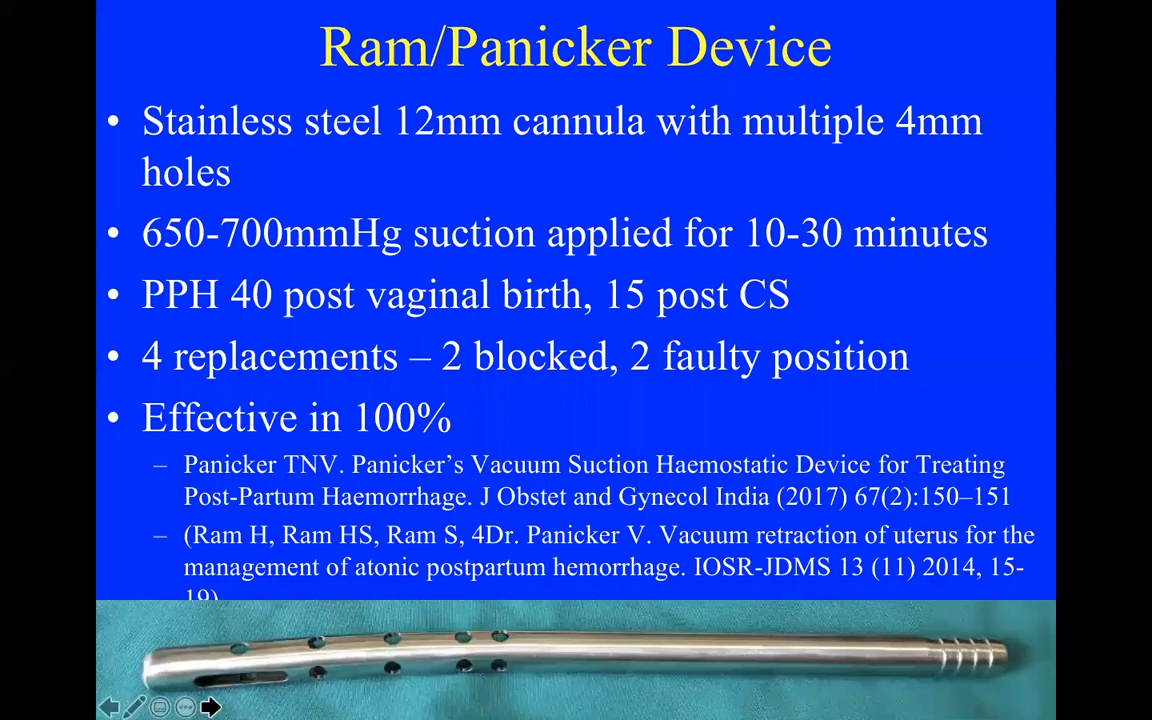 Ram/Panicker Device
• Stainless steel 12mm cannula with multiple 4mm
holes
• 650-700mmHg suction applied for 10-30 minutes
• PPH 40 post vaginal birth, 15 post CS
• 4 replacements – 2 blocked, 2 faulty position
• Effective in 100%
– Panicker TNV. Panicker’s Vacuum Suction Haemostatic Device for Treating
Post-Partum Haemorrhage. J Obstet and Gynecol India (2017) 67(2):150–151
– (Ram H, Ram HS, Ram S, 4Dr. Panicker V. Vacuum retraction of uterus for the
management of atonic postpartum hemorrhage. IOSR-JDMS 13 (11) 2014, 15-
19)